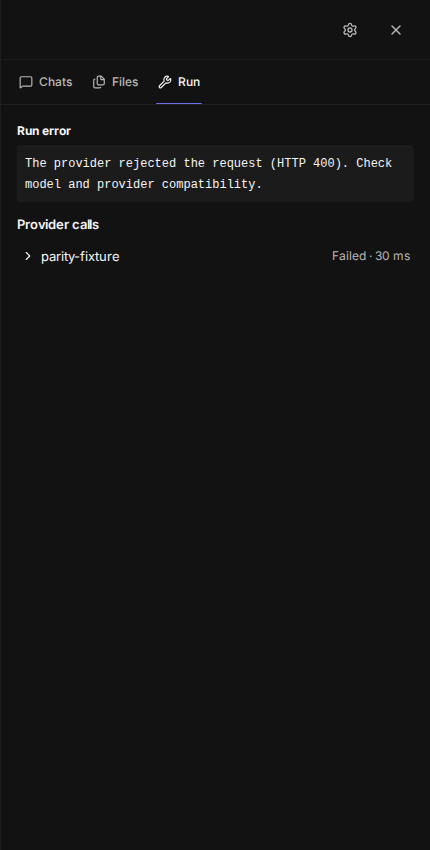 Chats Files Run
Run error
The provider rejected the request (HTTP 400). Check
model and provider compatibility.
Provider calls
parity-fixture Failed · 30 ms